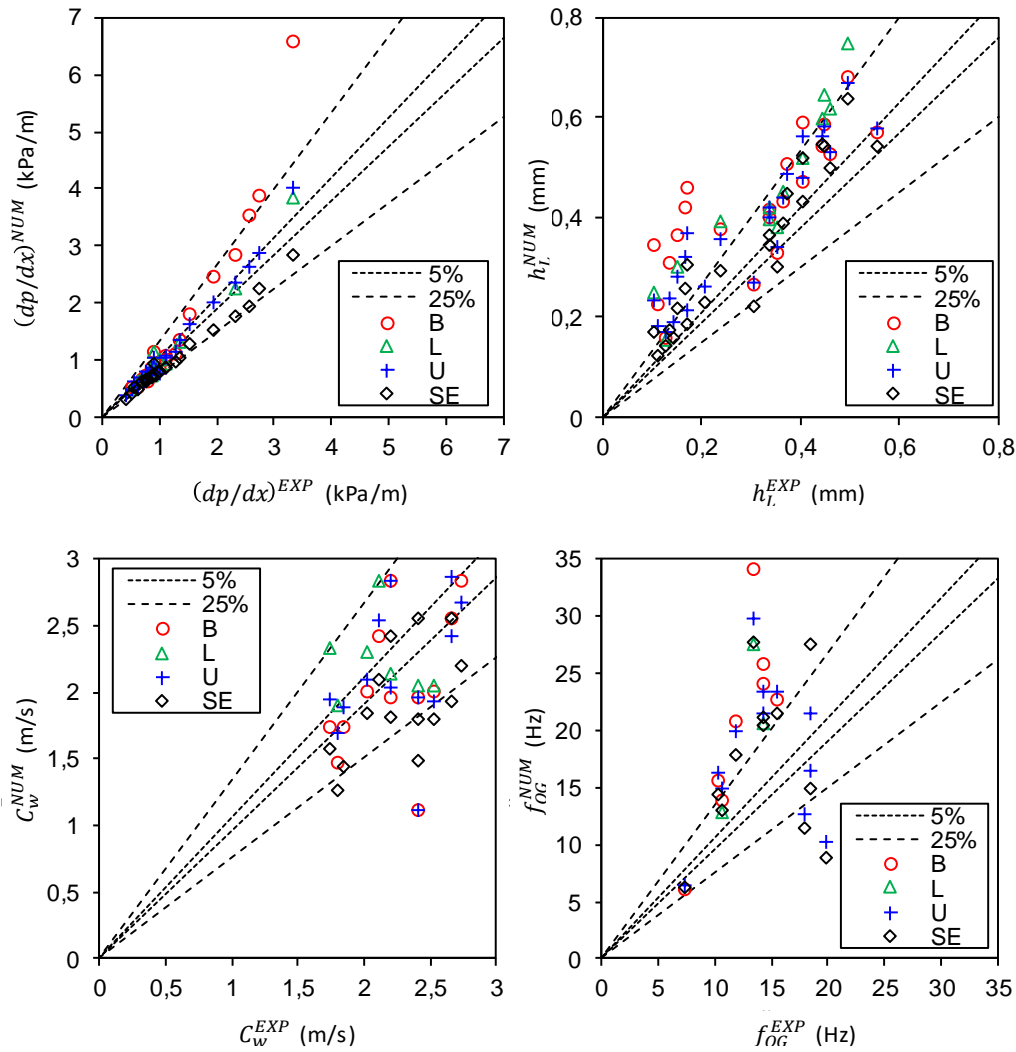 7
6
5
4
3
2
1
0
(dp/dx)^NUM (kPa/m)
5%
25%
B
L
U
SE
0 1 2 3 4 5 6 7
(dp/dx)^EXP (kPa/m)
0,8
0,6
0,4
0,2
0
h_L^NUM (mm)
5%
25%
B
L
U
SE
0 0,2 0,4 0,6 0,8
h_L^EXP (mm)
3
2,5
2
1,5
1
0,5
0
C_w^NUM (m/s)
5%
25%
B
L
U
SE
0 0,5 1 1,5 2 2,5 3
C_w^EXP (m/s)
35
30
25
20
15
10
5
0
f_OG^NUM (Hz)
5%
25%
B
L
U
SE
0 5 10 15 20 25 30 35
f_OG^EXP (Hz)